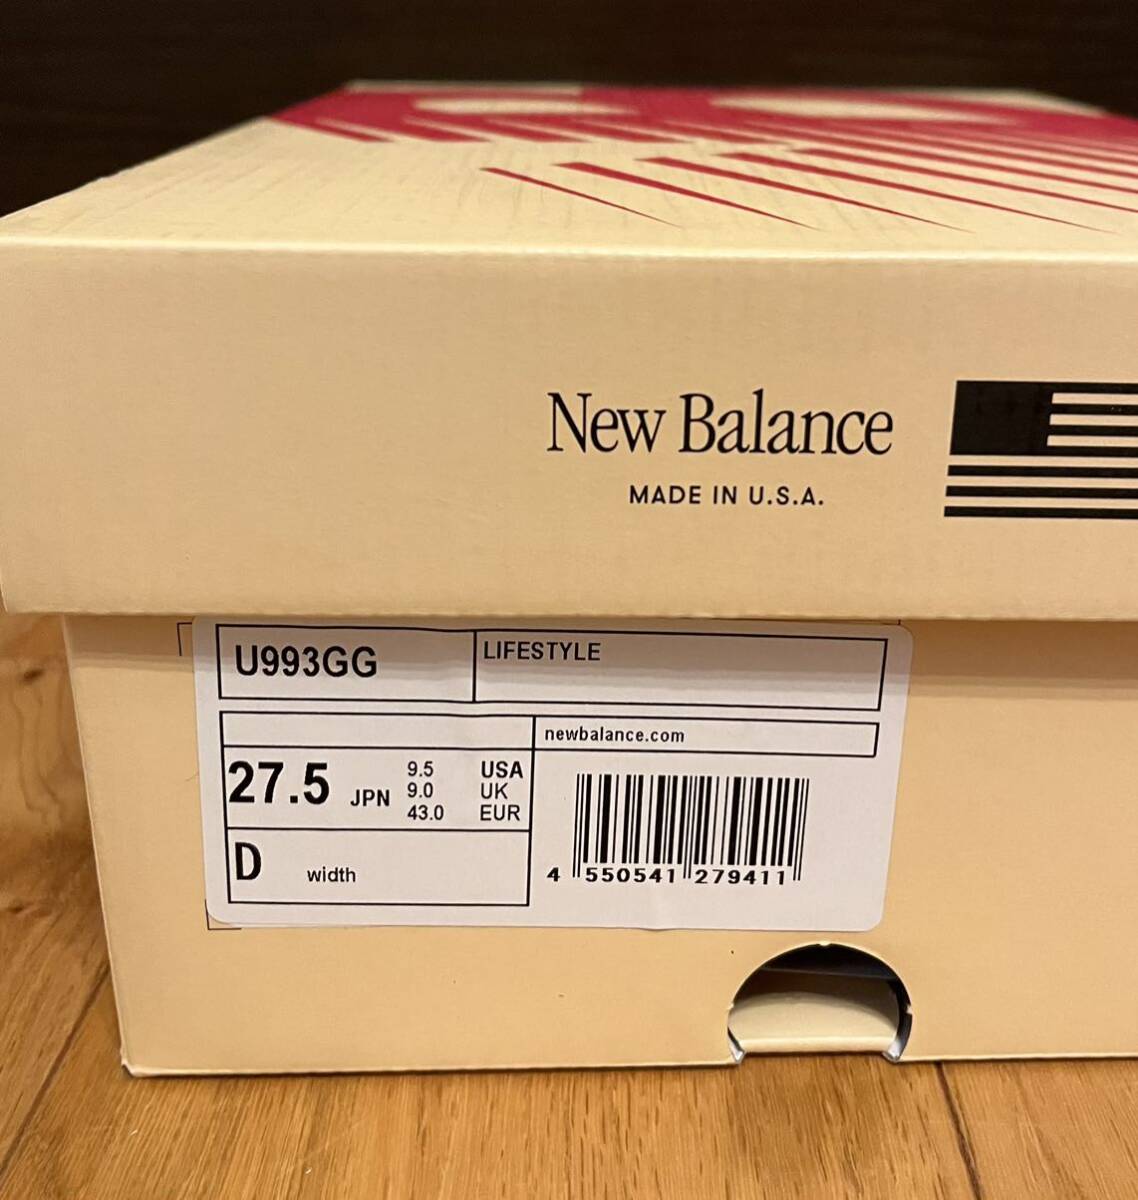 New Balance
MADE IN U.S.A.
U993GG
LIFESTYLE
newbalance.com
27.5 JPN
9.5 USA
9.0 UK
43.0 EUR
D width
4 550541 279411